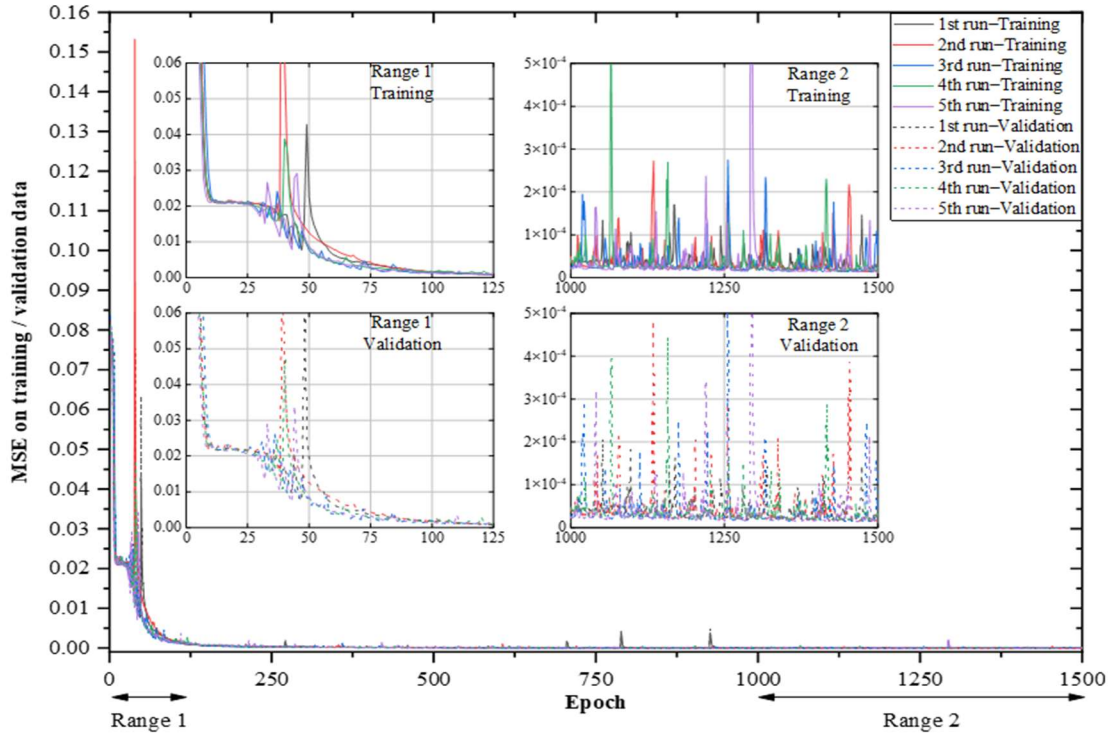 MSE on training / validation data
0.16
0.15
0.14
0.13
0.12
0.11
0.10
0.09
0.08
0.07
0.06
0.05
0.04
0.03
0.02
0.01
0.00
Range 1
Training
0.06
0.05
0.04
0.03
0.02
0.01
0.00
0 25 50 75 100 125
Range 2
Training
5×10⁻⁴
4×10⁻⁴
3×10⁻⁴
2×10⁻⁴
1×10⁻⁴
0
1000 1250 1500
1st run–Training
2nd run–Training
3rd run–Training
4th run–Training
5th run–Training
1st run–Validation
2nd run–Validation
3rd run–Validation
4th run–Validation
5th run–Validation
Range 1
Validation
0.06
0.05
0.04
0.03
0.02
0.01
0.00
0 25 50 75 100 125
Range 2
Validation
5×10⁻⁴
4×10⁻⁴
3×10⁻⁴
2×10⁻⁴
1×10⁻⁴
0
1000 1250 1500
0 250 500 750 1000 1250 1500
Epoch
Range 1 Range 2